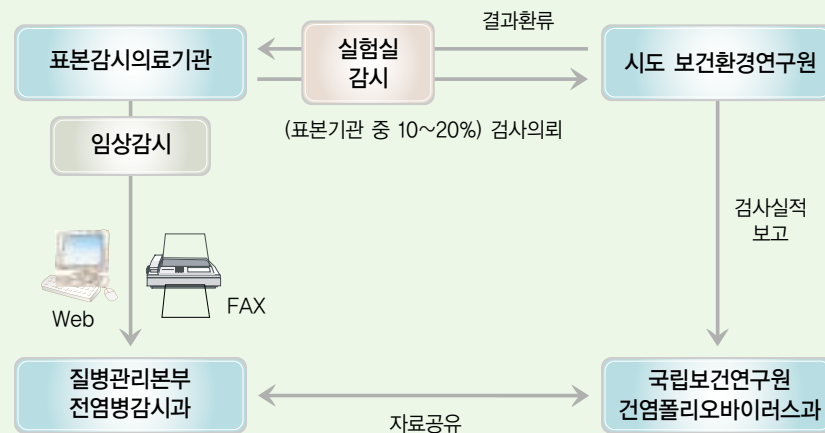 결과환류
표본감시의료기관
실험실
감시
시도 보건환경연구원
(표본기관 중 10~20%) 검사의뢰
임상감시
검사실적
보고
Web
FAX
질병관리본부
전염병감시과
국립보건연구원
건염폴리오바이러스과
자료공유